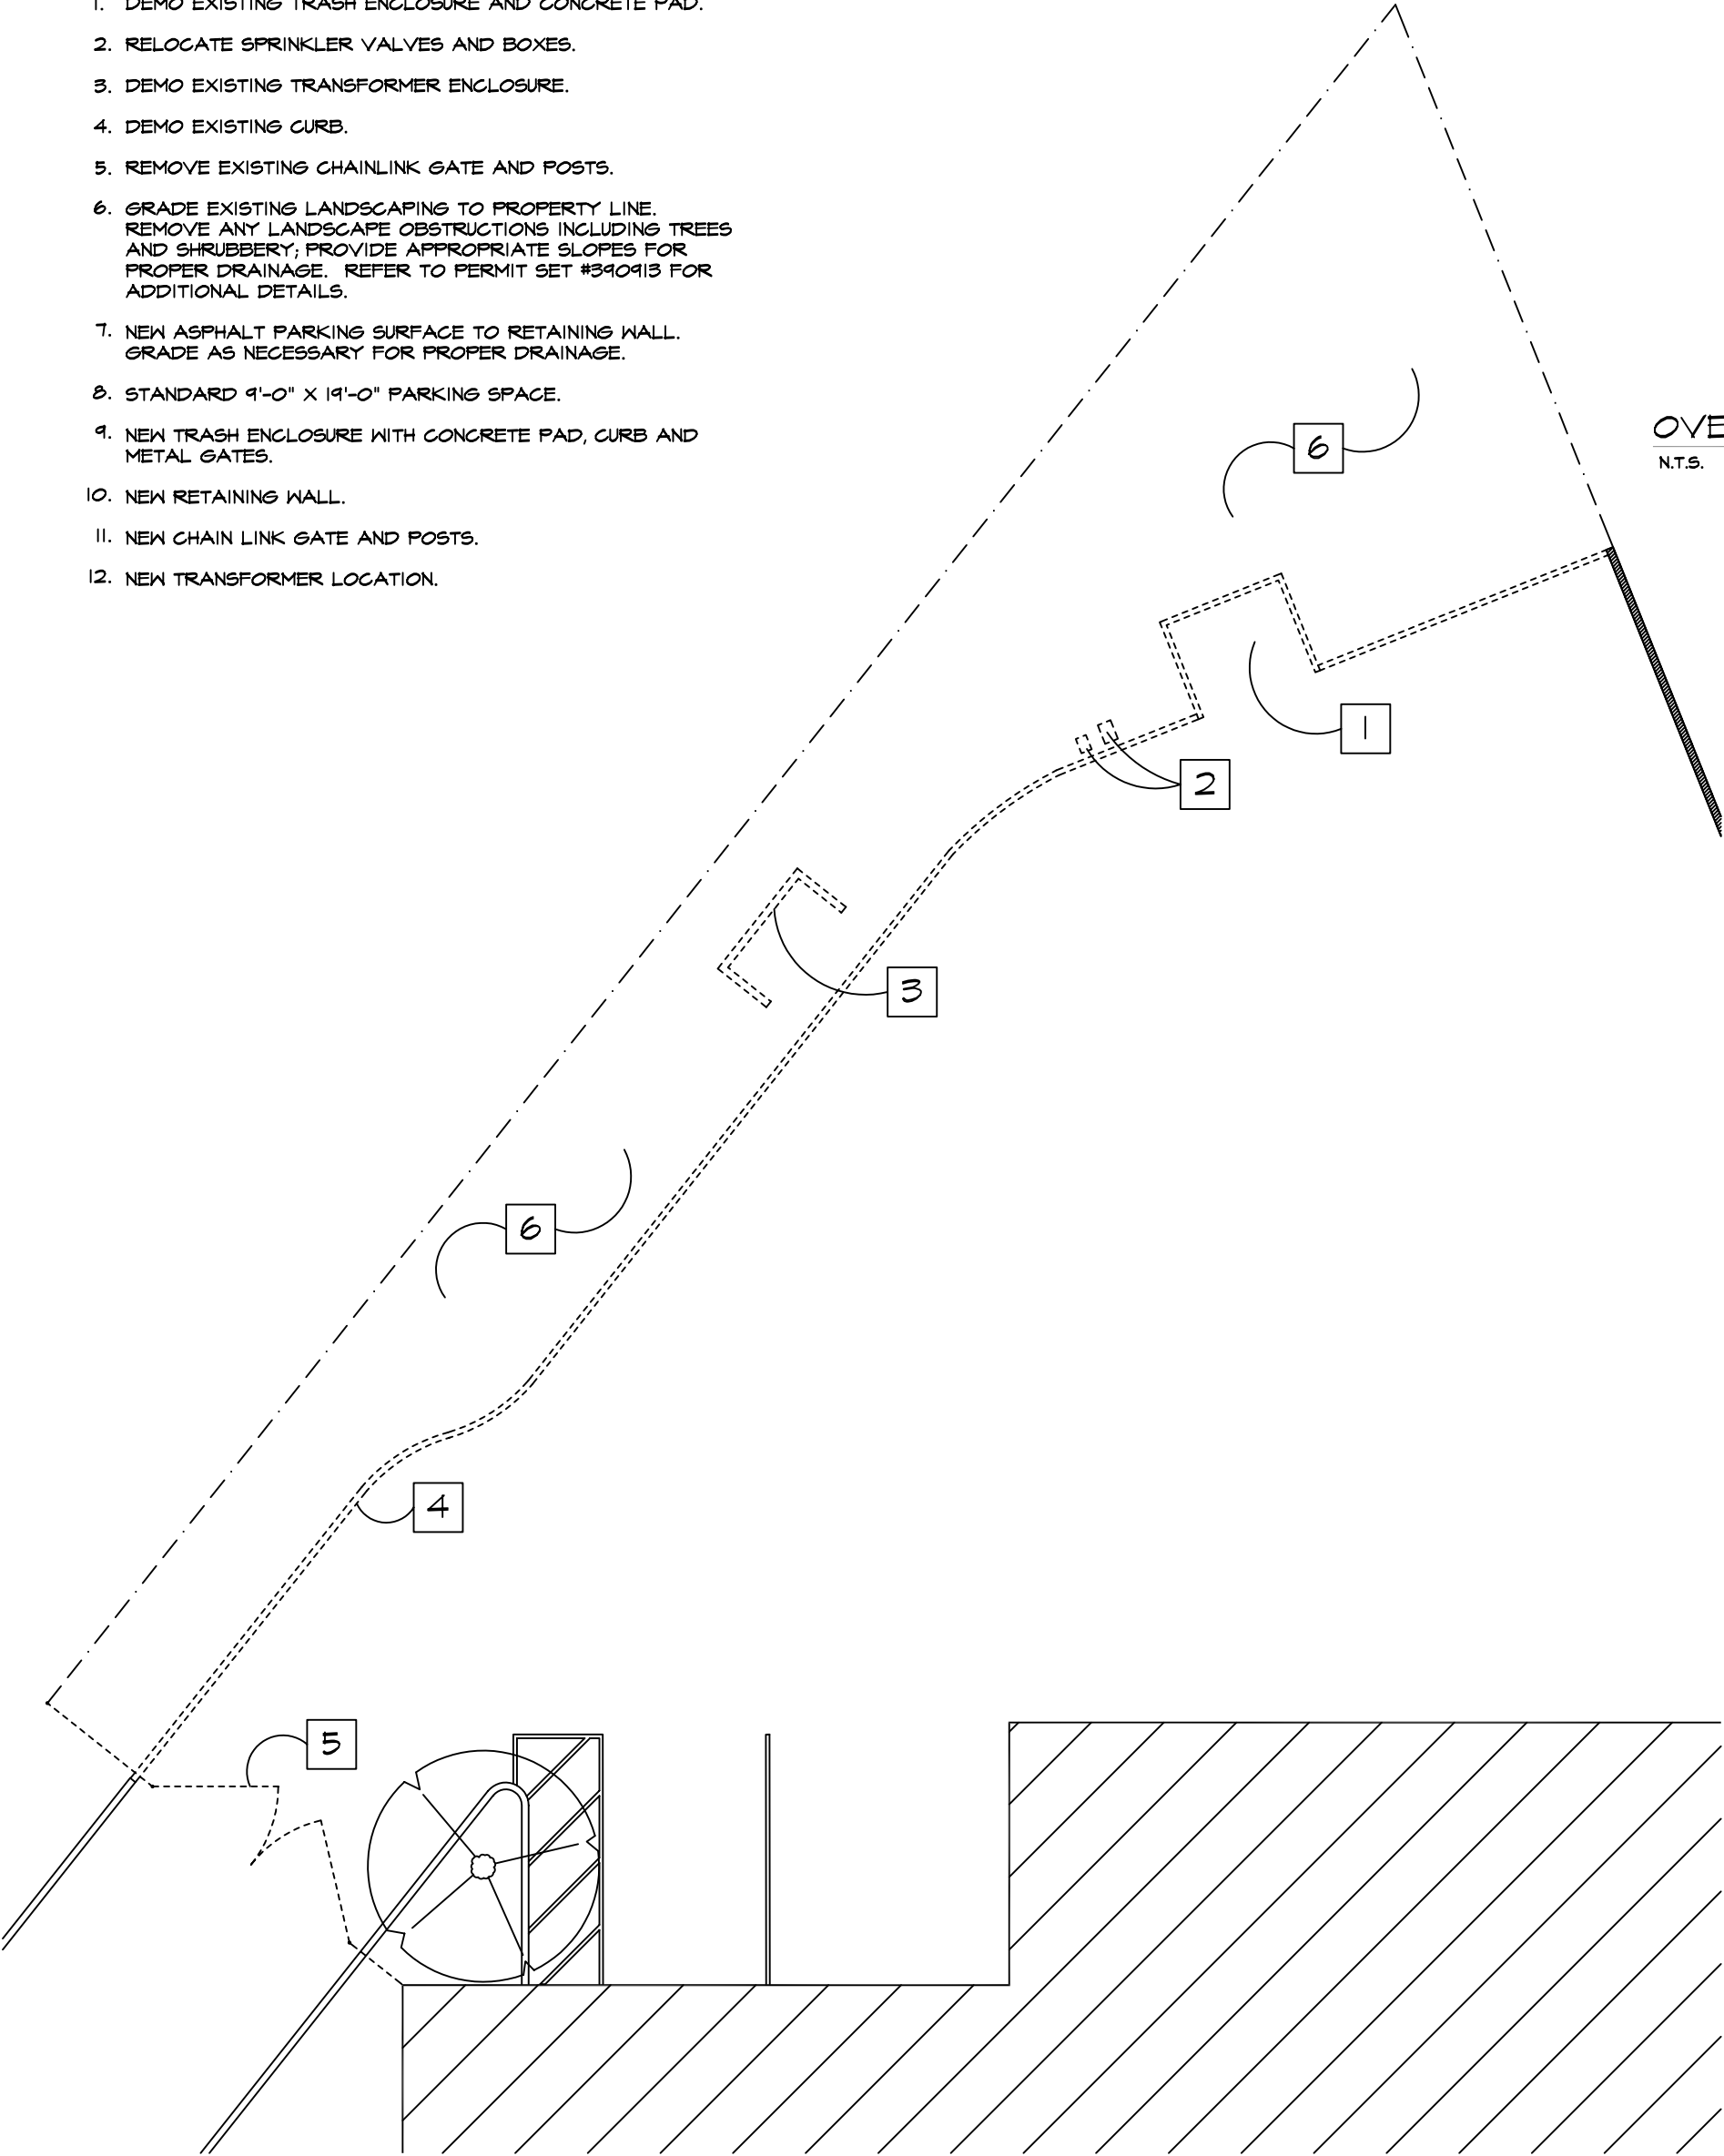 1. DEMO EXISTING TRASH ENCLOSURE AND CONCRETE PAD.
2. RELOCATE SPRINKLER VALVES AND BOXES.
3. DEMO EXISTING TRANSFORMER ENCLOSURE.
4. DEMO EXISTING CURB.
5. REMOVE EXISTING CHAINLINK GATE AND POSTS.
6. GRADE EXISTING LANDSCAPING TO PROPERTY LINE.
REMOVE ANY LANDSCAPE OBSTRUCTIONS INCLUDING TREES
AND SHRUBBERY; PROVIDE APPROPRIATE SLOPES FOR
PROPER DRAINAGE. REFER TO PERMIT SET #390913 FOR
ADDITIONAL DETAILS.
7. NEW ASPHALT PARKING SURFACE TO RETAINING WALL.
GRADE AS NECESSARY FOR PROPER DRAINAGE.
8. STANDARD 9'-0" X 19'-0" PARKING SPACE.
9. NEW TRASH ENCLOSURE WITH CONCRETE PAD, CURB AND
METAL GATES.
10. NEW RETAINING WALL.
11. NEW CHAIN LINK GATE AND POSTS.
12. NEW TRANSFORMER LOCATION.
OVE
N.T.S.
6
1
2
3
6
4
5